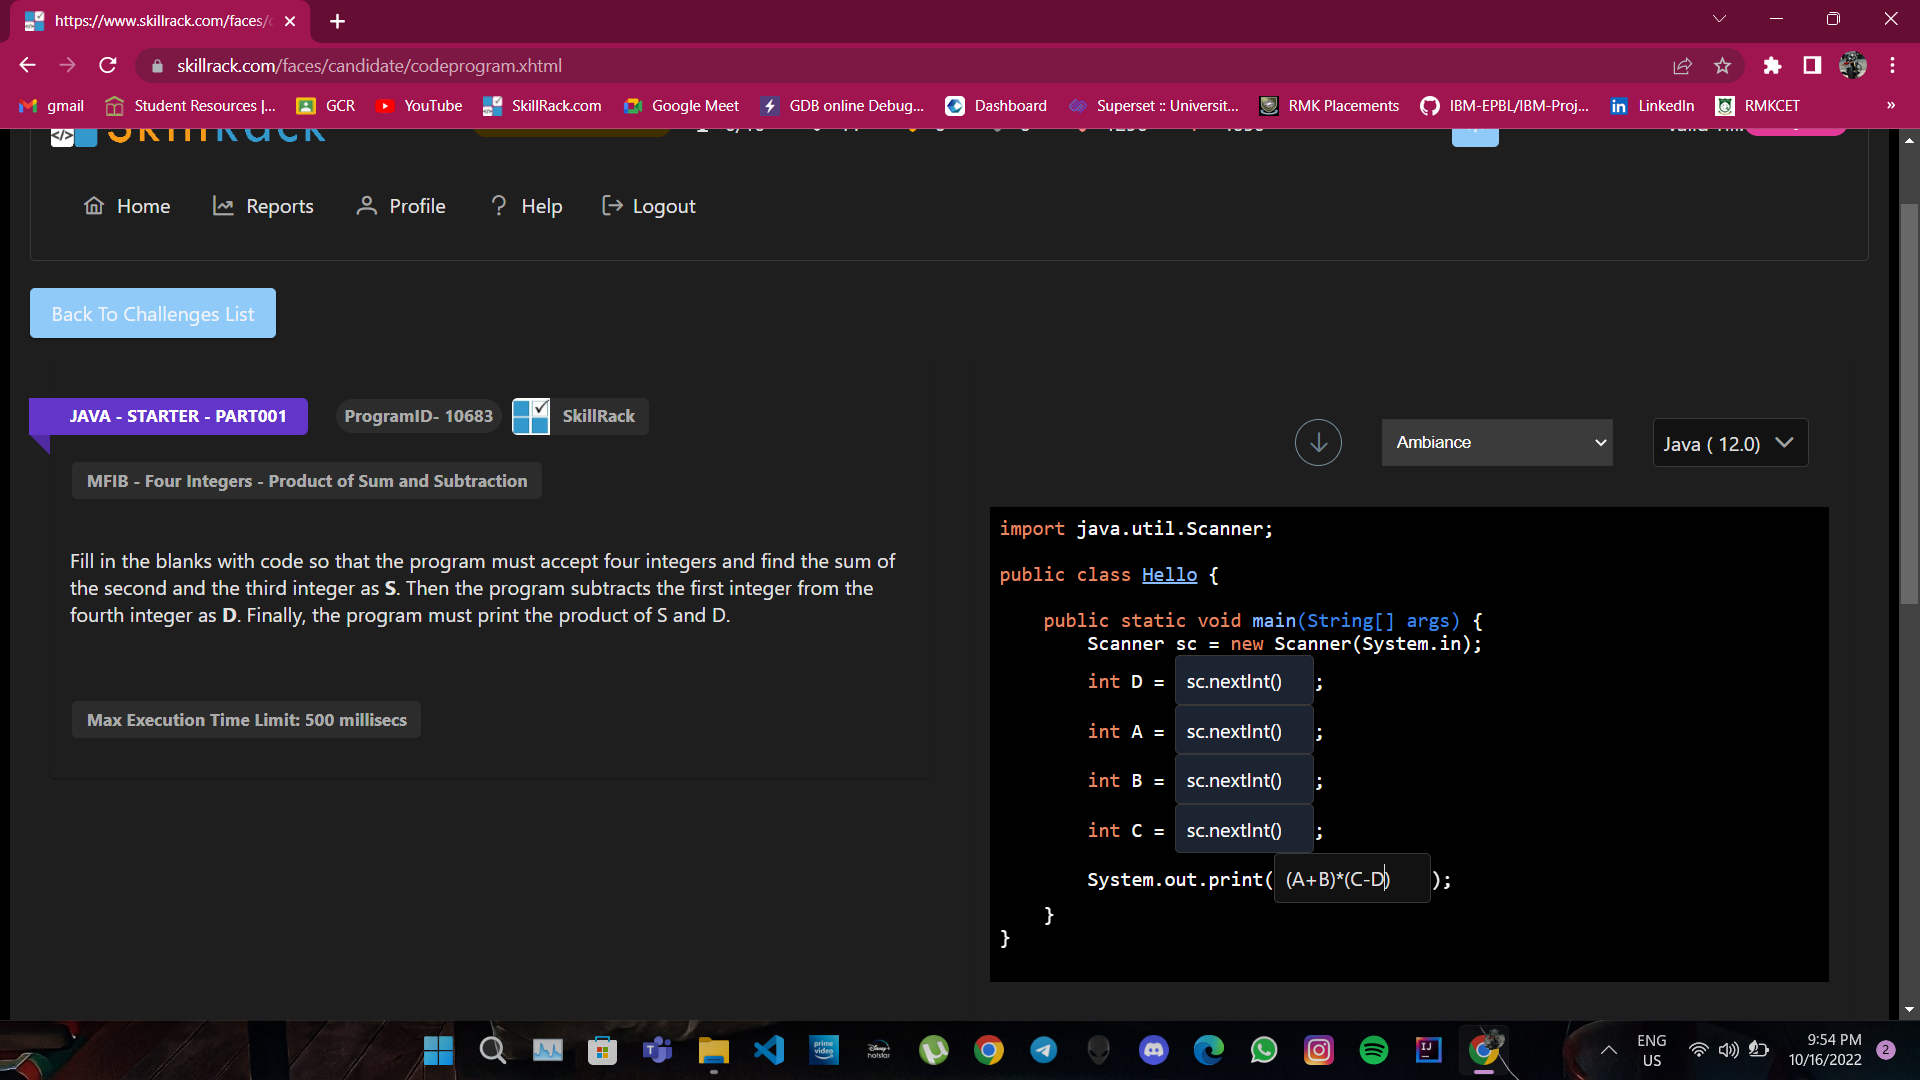 https://www.skillrack.com/faces/c
skillrack.com/faces/candidate/codeprogram.xhtml
gmail Student Resources |... GCR YouTube SkillRack.com Google Meet GDB online Debug... Dashboard Superset :: Universit... RMK Placements IBM-EPBL/IBM-Proj... LinkedIn RMKCET »
SkillRack
Home Reports Profile Help Logout
Back To Challenges List
JAVA - STARTER - PART001 ProgramID- 10683 SkillRack
MFIB - Four Integers - Product of Sum and Subtraction
Fill in the blanks with code so that the program must accept four integers and find the sum of
the second and the third integer as S. Then the program subtracts the first integer from the
fourth integer as D. Finally, the program must print the product of S and D.
Max Execution Time Limit: 500 millisecs
Ambiance Java ( 12.0)
import java.util.Scanner;
public class Hello {
public static void main(String[] args) {
Scanner sc = new Scanner(System.in);
int D = sc.nextInt() ;
int A = sc.nextInt() ;
int B = sc.nextInt() ;
int C = sc.nextInt() ;
System.out.print( (A+B)*(C-D) );
}
}
prime video
hotstar
IJ
ENG
US
9:54 PM
10/16/2022
2